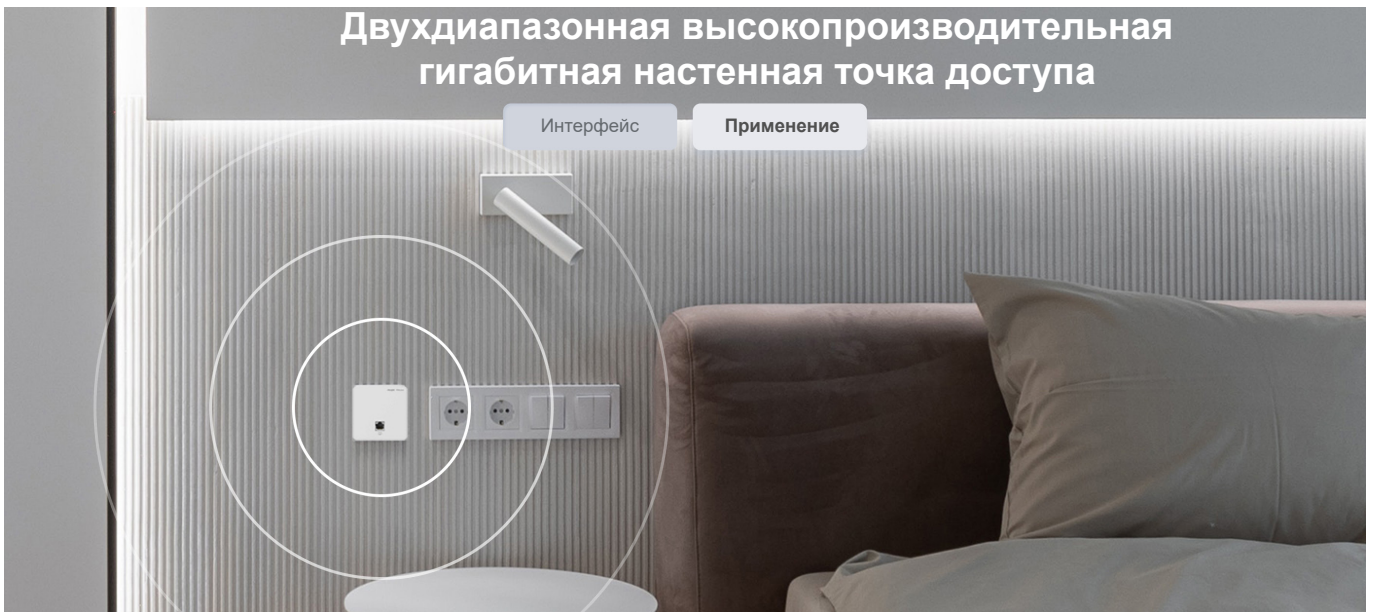 Двухдиапазонная высокопроизводительная
гигабитная настенная точка доступа
Интерфейс
Применение